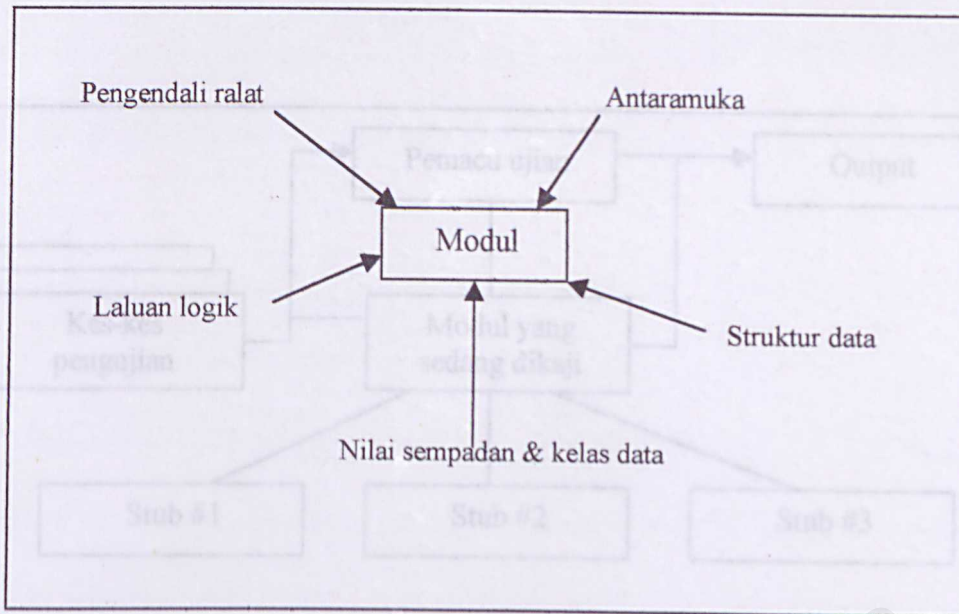 Pengendali ralat
Antaramuka
Pemacu ujian
Output
Modul
Laluan logik
Kes-kes
pengujian
Modul yang
sedang dikaji
Struktur data
Nilai sempadan & kelas data
Stub #1
Stub #2
Stub #3